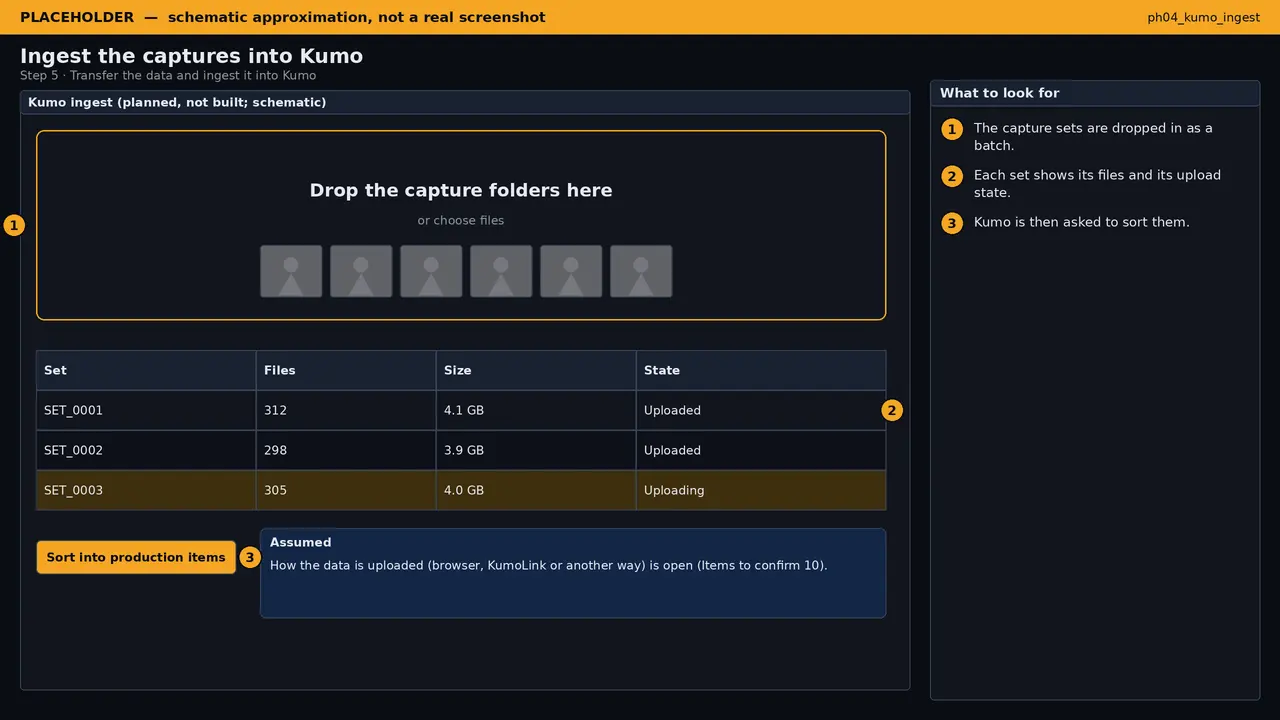 PLACEHOLDER — schematic approximation, not a real screenshot
ph04_kumo_ingest
Ingest the captures into Kumo
Step 5 · Transfer the data and ingest it into Kumo
Kumo ingest (planned, not built; schematic)
1
Drop the capture folders here
or choose files
Set Files Size State
SET_0001 312 4.1 GB Uploaded
2
SET_0002 298 3.9 GB Uploaded
SET_0003 305 4.0 GB Uploading
Sort into production items
3
Assumed
How the data is uploaded (browser, KumoLink or another way) is open (Items to confirm 10).
What to look for
1 The capture sets are dropped in as a
batch.
2 Each set shows its files and its upload
state.
3 Kumo is then asked to sort them.